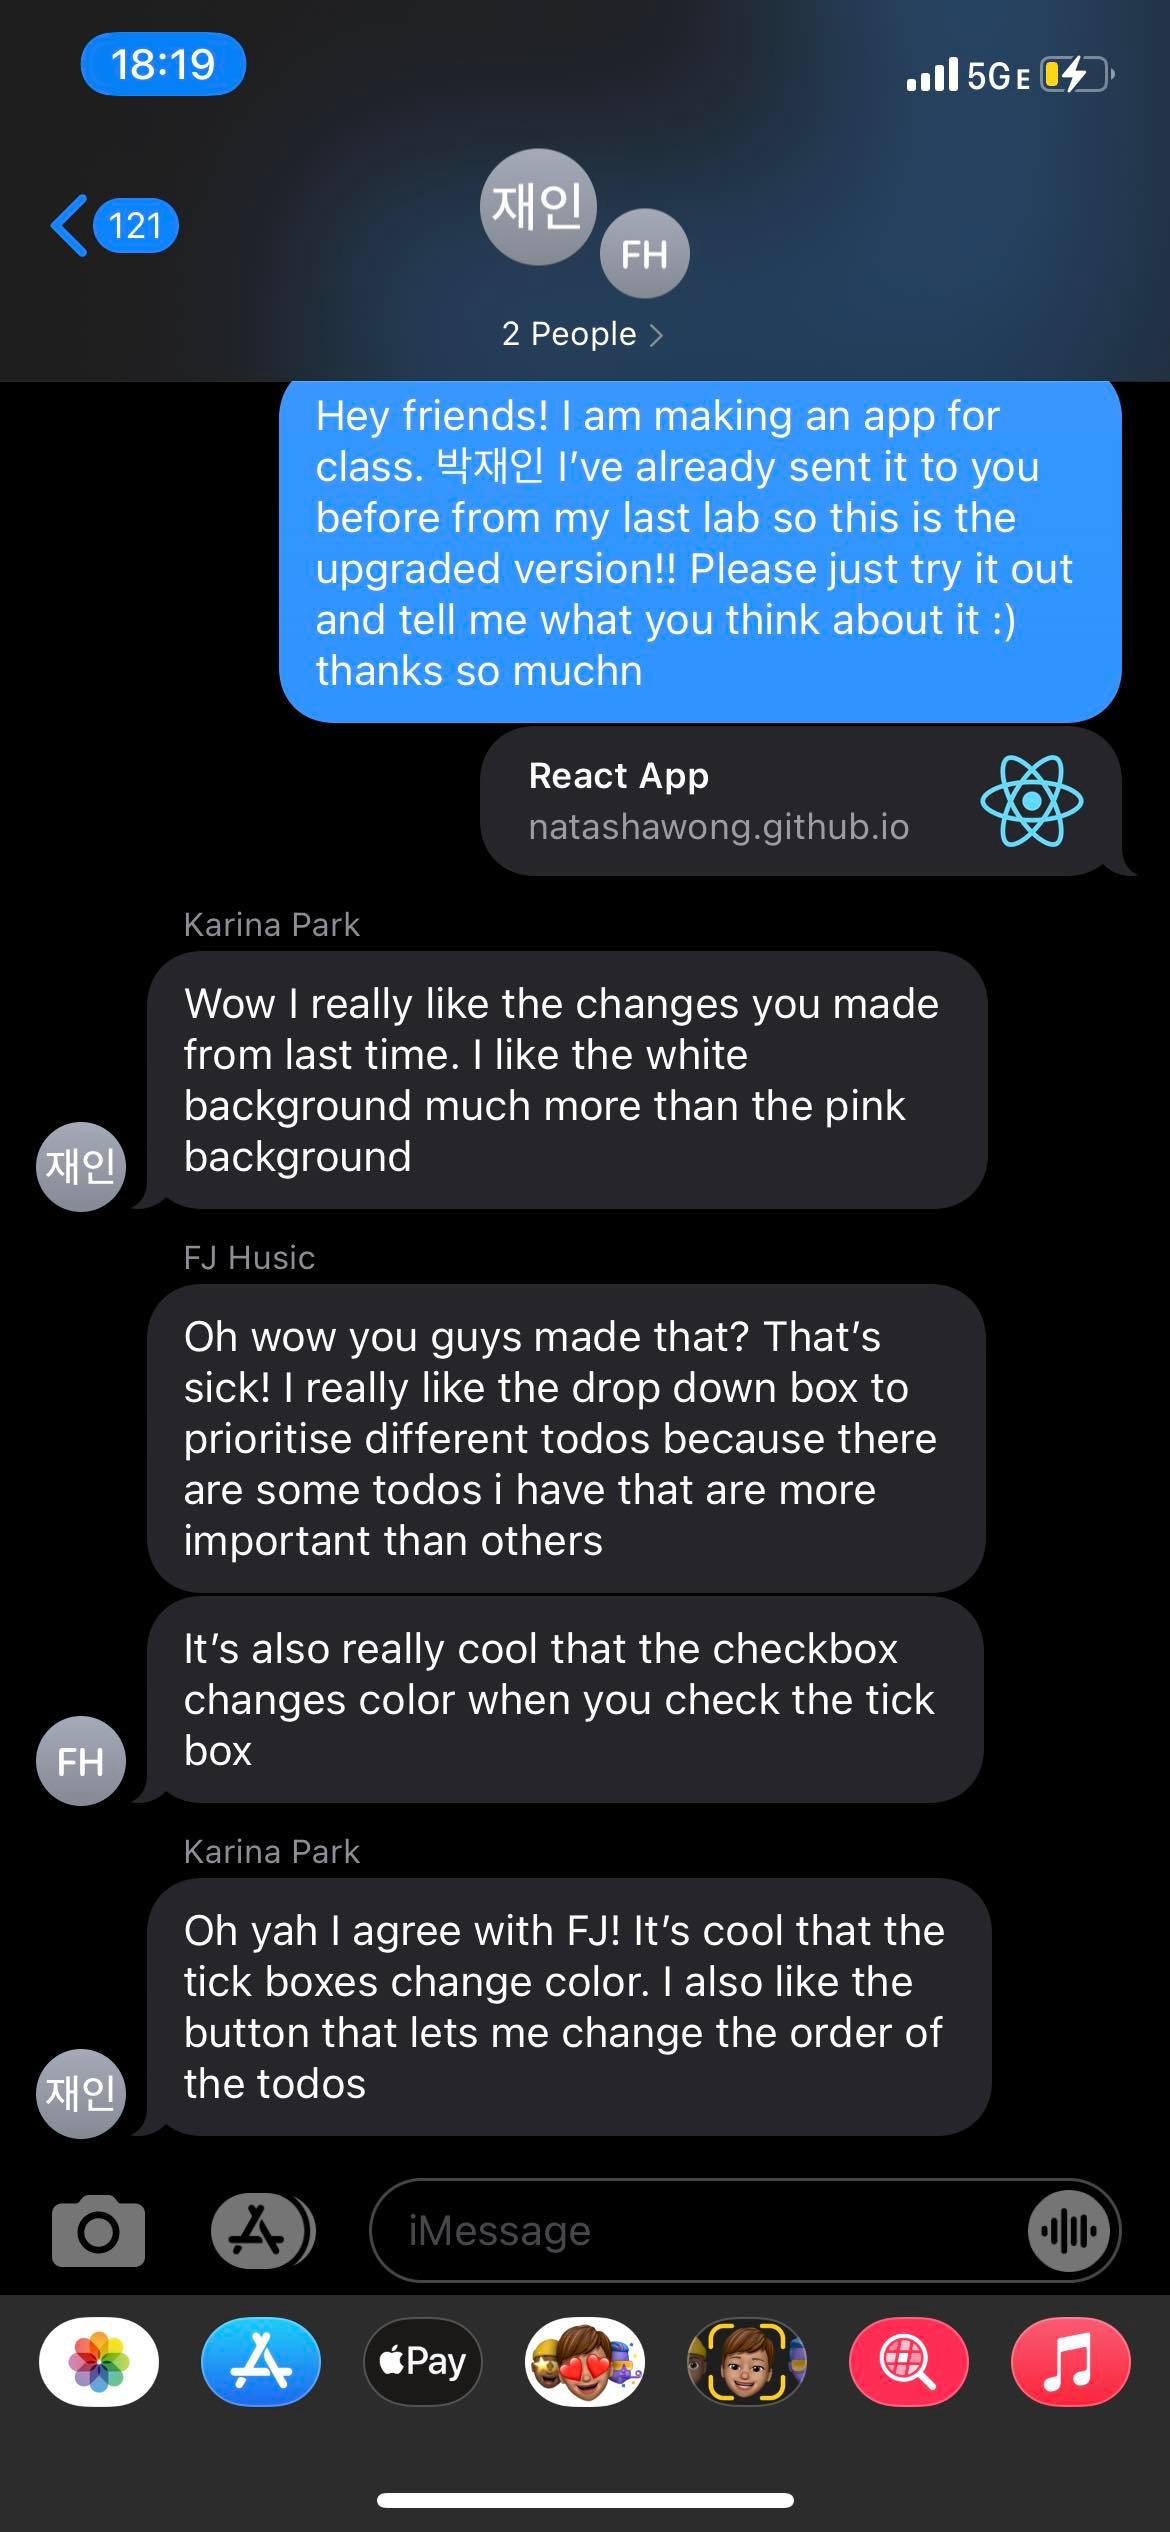 18:19
5GE
121
재인
FH
2 People
Hey friends! I am making an app for
class. 박재인 I’ve already sent it to you
before from my last lab so this is the
upgraded version!! Please just try it out
and tell me what you think about it :)
thanks so muchn
React App
natashawong.github.io
Karina Park
Wow I really like the changes you made
from last time. I like the white
background much more than the pink
background
재인
FJ Husic
Oh wow you guys made that? That’s
sick! I really like the drop down box to
prioritise different todos because there
are some todos i have that are more
important than others
It’s also really cool that the checkbox
changes color when you check the tick
box
FH
Karina Park
Oh yah I agree with FJ! It’s cool that the
tick boxes change color. I also like the
button that lets me change the order of
the todos
재인
iMessage
Pay